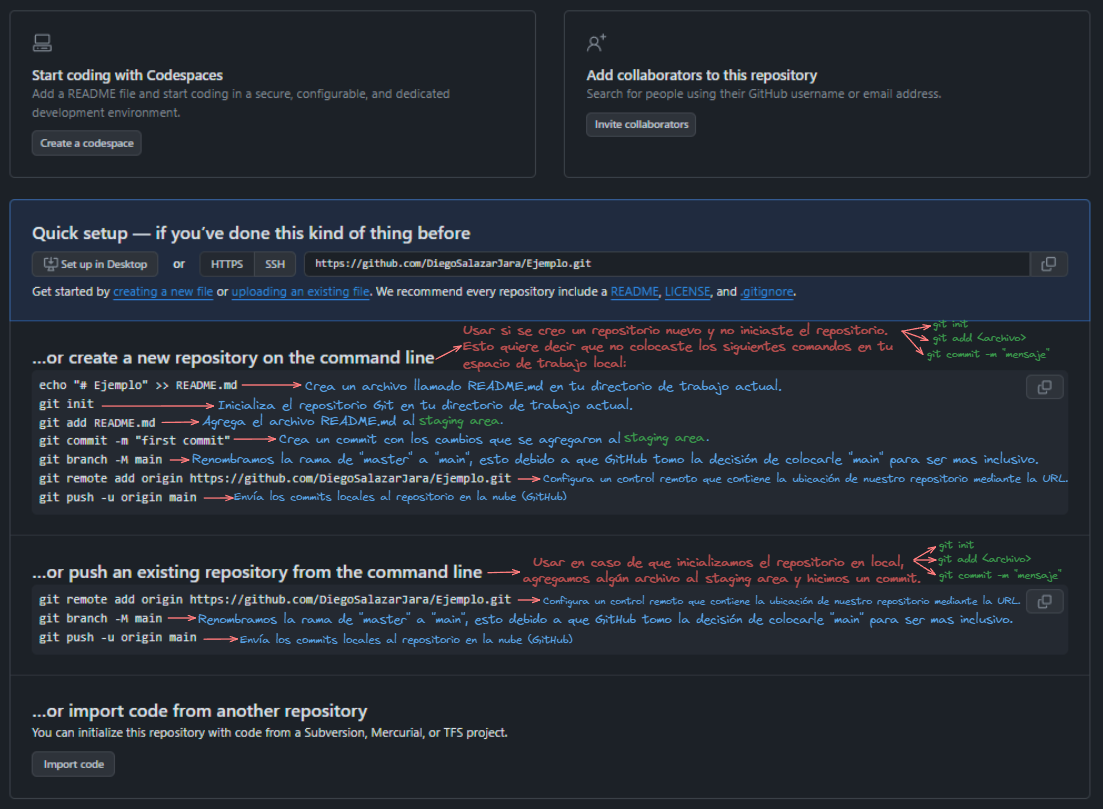 Start coding with Codespaces
Add a README file and start coding in a secure, configurable, and dedicated
development environment.
Create a codespace
Add collaborators to this repository
Search for people using their GitHub username or email address.
Invite collaborators
Quick setup — if you've done this kind of thing before
Set up in Desktop or HTTPS SSH https://github.com/DiegoSalazarJara/Ejemplo.git
Get started by creating a new file or uploading an existing file. We recommend every repository include a README, LICENSE, and .gitignore.
...or create a new repository on the command line
Usar si se creo un repositorio nuevo y no iniciaste el repositorio.
Esto quiere decir que no colocaste los siguientes comandos en tu
espacio de trabajo local:
git init
git add <archivo>
git commit -m "mensaje"
echo "# Ejemplo" >> README.md Crea un archivo llamado README.md en tu directorio de trabajo actual.
git init Inicializa el repositorio Git en tu directorio de trabajo actual.
git add README.md Agrega el archivo README.md al staging area.
git commit -m "first commit" Crea un commit con los cambios que se agregaron al staging area.
git branch -M main Renombramos la rama de "master" a "main", esto debido a que GitHub tomo la decisión de colocarle "main" para ser mas inclusivo.
git remote add origin https://github.com/DiegoSalazarJara/Ejemplo.git Configura un control remoto que contiene la ubicación de nuestro repositorio mediante la URL.
git push -u origin main Envía los commits locales al repositorio en la nube (GitHub)
...or push an existing repository from the command line
Usar en caso de que inicializamos el repositorio en local,
agregamos algún archivo al staging area y hicimos un commit.
git init
git add <archivo>
git commit -m "mensaje"
git remote add origin https://github.com/DiegoSalazarJara/Ejemplo.git Configura un control remoto que contiene la ubicación de nuestro repositorio mediante la URL.
git branch -M main Renombramos la rama de "master" a "main", esto debido a que GitHub tomo la decisión de colocarle "main" para ser mas inclusivo.
git push -u origin main Envía los commits locales al repositorio en la nube (GitHub)
...or import code from another repository
You can initialize this repository with code from a Subversion, Mercurial, or TFS project.
Import code